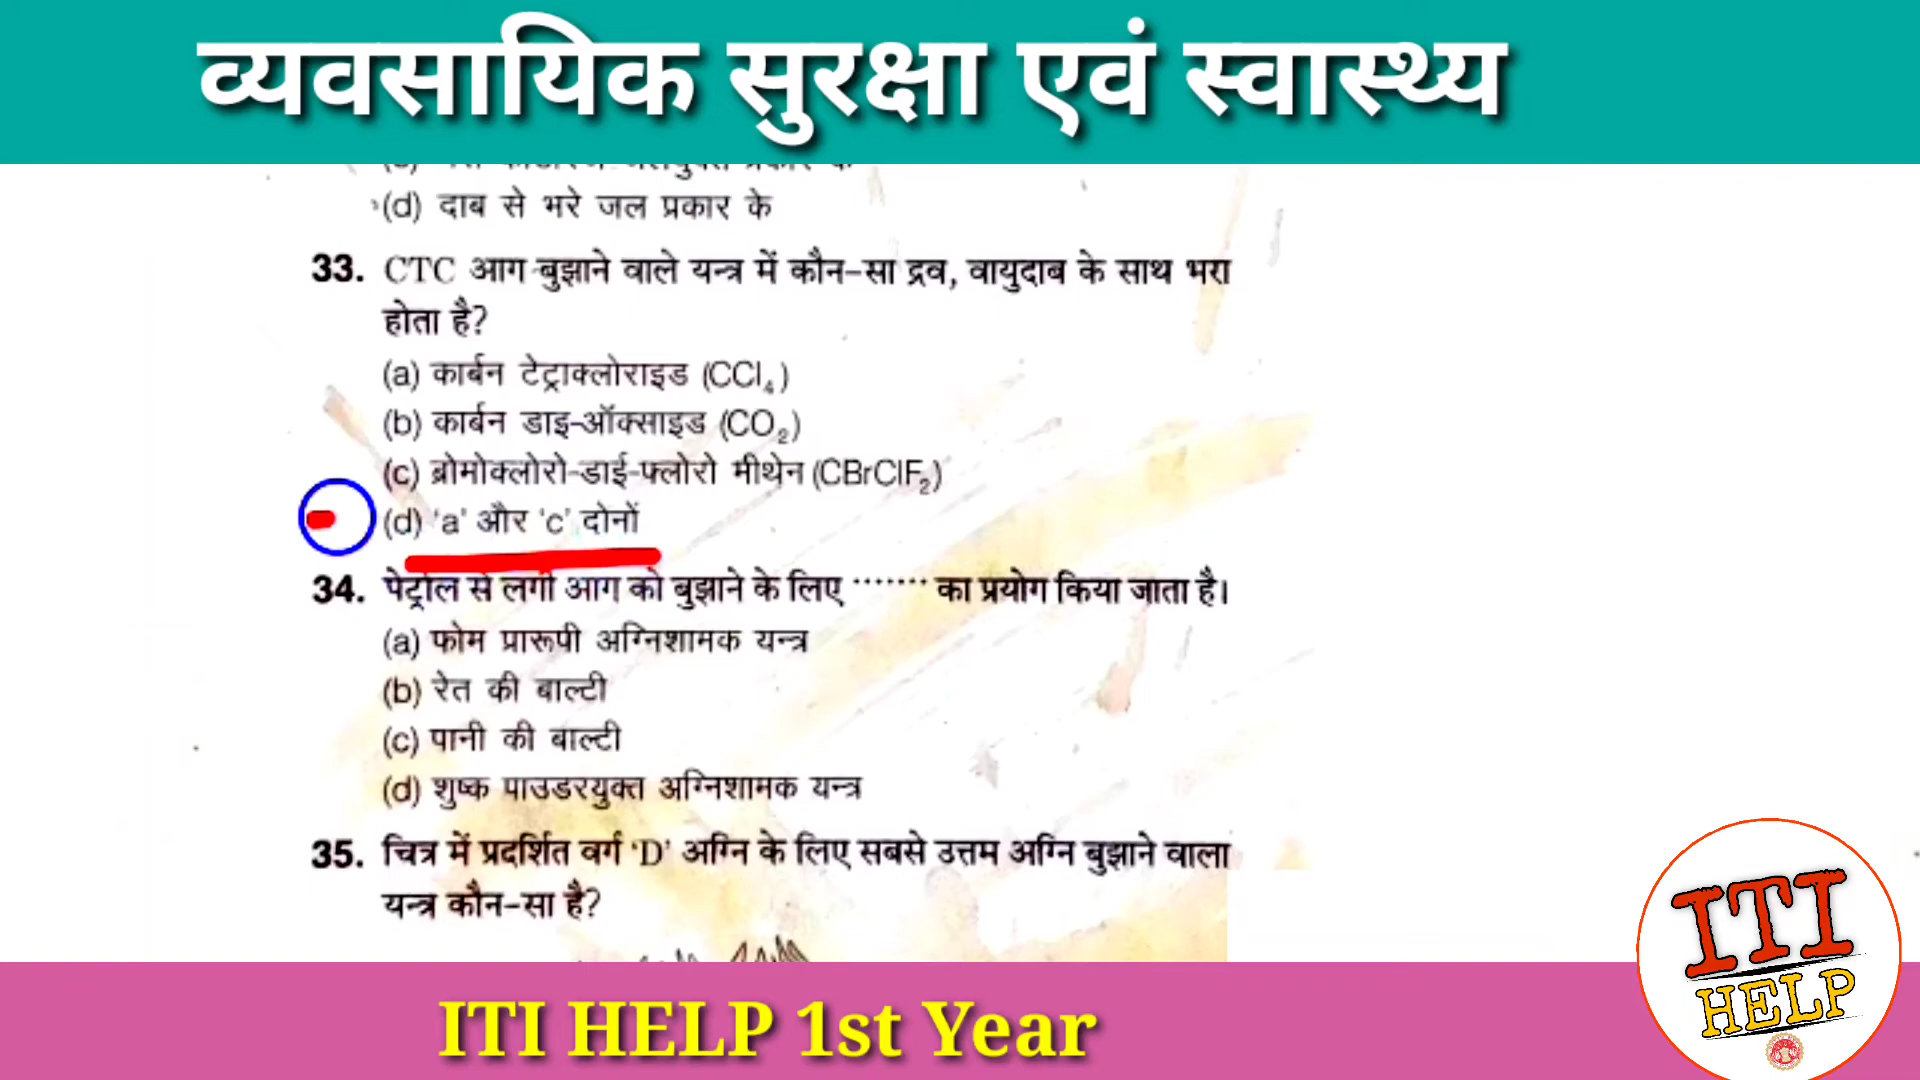 व्यवसायिक सुरक्षा एवं स्वास्थ्य
(d) दाब से भरे जल प्रकार के
33. CTC आग बुझाने वाले यन्त्र में कौन-सा द्रव, वायुदाब के साथ भरा
होता है?
(a) कार्बन टेट्राक्लोराइड (CCl₄)
(b) कार्बन डाइ-ऑक्साइड (CO₂)
(c) ब्रोमोक्लोरो-डाई-फ्लोरो मीथेन (CBrClF₂)
(d) 'a' और 'c' दोनों
34. पेट्रोल से लगी आग को बुझाने के लिए ······· का प्रयोग किया जाता है।
(a) फोम प्रारूपी अग्निशामक यन्त्र
(b) रेत की बाल्टी
(c) पानी की बाल्टी
(d) शुष्क पाउडरयुक्त अग्निशामक यन्त्र
35. चित्र में प्रदर्शित वर्ग 'D' अग्नि के लिए सबसे उत्तम अग्नि बुझाने वाला
यन्त्र कौन-सा है?
ITI HELP 1st Year
ITI
HELP